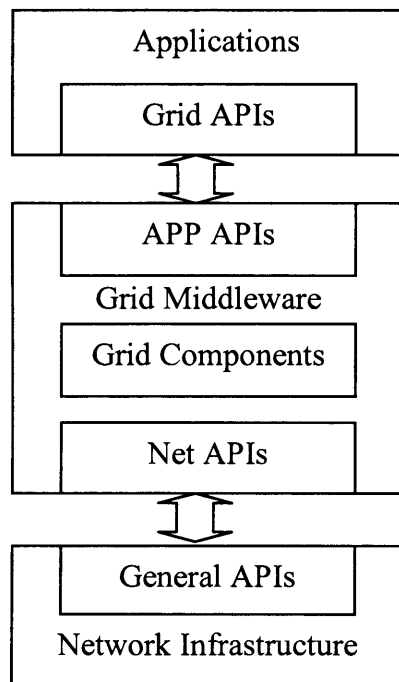 Applications
Grid APIs
APP APIs
Grid Middleware
Grid Components
Net APIs
General APIs
Network Infrastructure